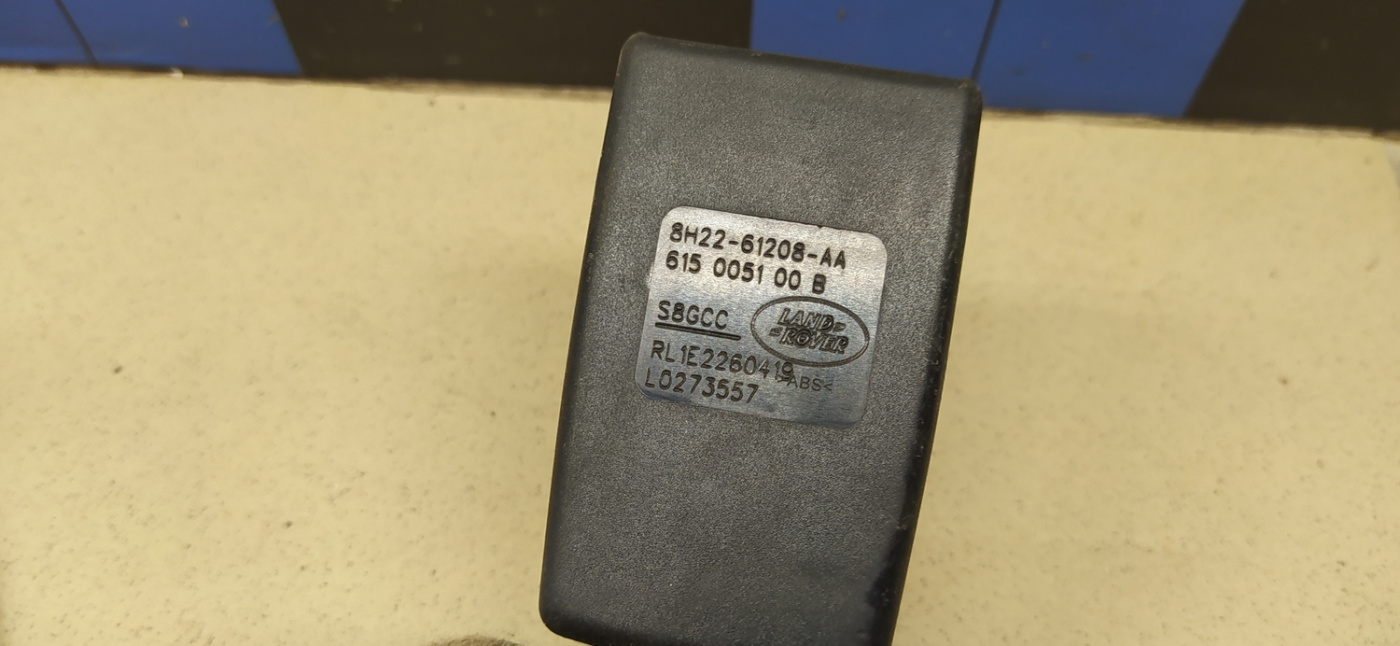 8H22-61208-AA
615 0051 00 B
S8GCC
LAND
ROVER
RL1E2260419
>ABS<
L0273557